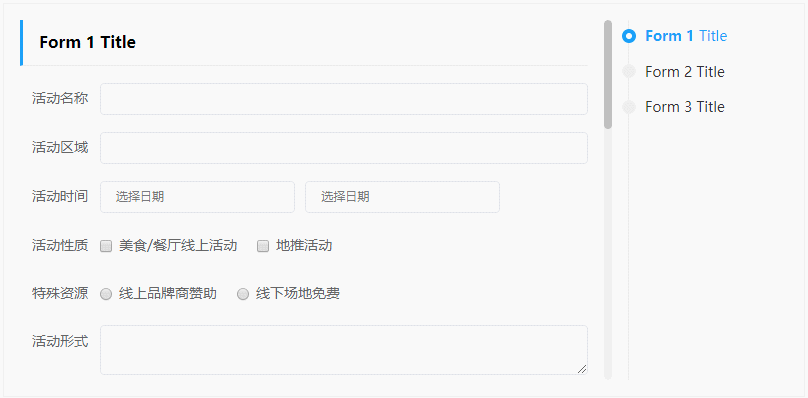 Form 1 Title
活动名称
活动区域
活动时间 选择日期 选择日期
活动性质 美食/餐厅线上活动 地推活动
特殊资源 线上品牌商赞助 线下场地免费
活动形式
Form 1 Title
Form 2 Title
Form 3 Title